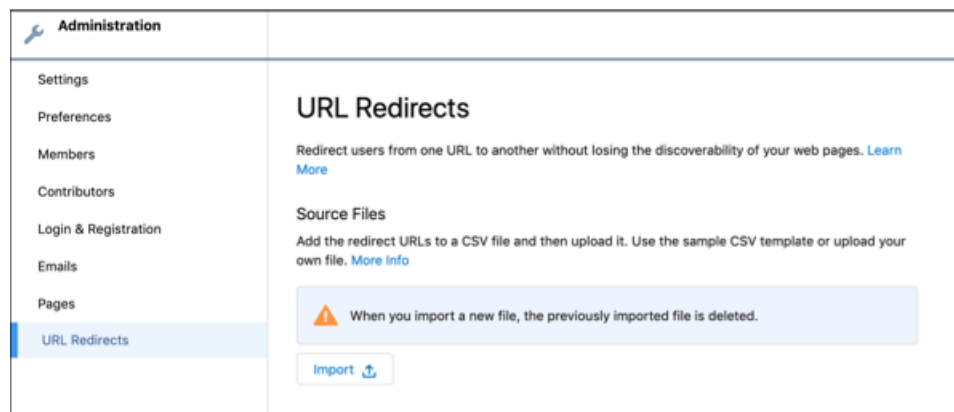 Administration
Settings
Preferences
Members
Contributors
Login & Registration
Emails
Pages
URL Redirects
URL Redirects
Redirect users from one URL to another without losing the discoverability of your web pages. Learn
More
Source Files
Add the redirect URLs to a CSV file and then upload it. Use the sample CSV template or upload your
own file. More Info
When you import a new file, the previously imported file is deleted.
Import